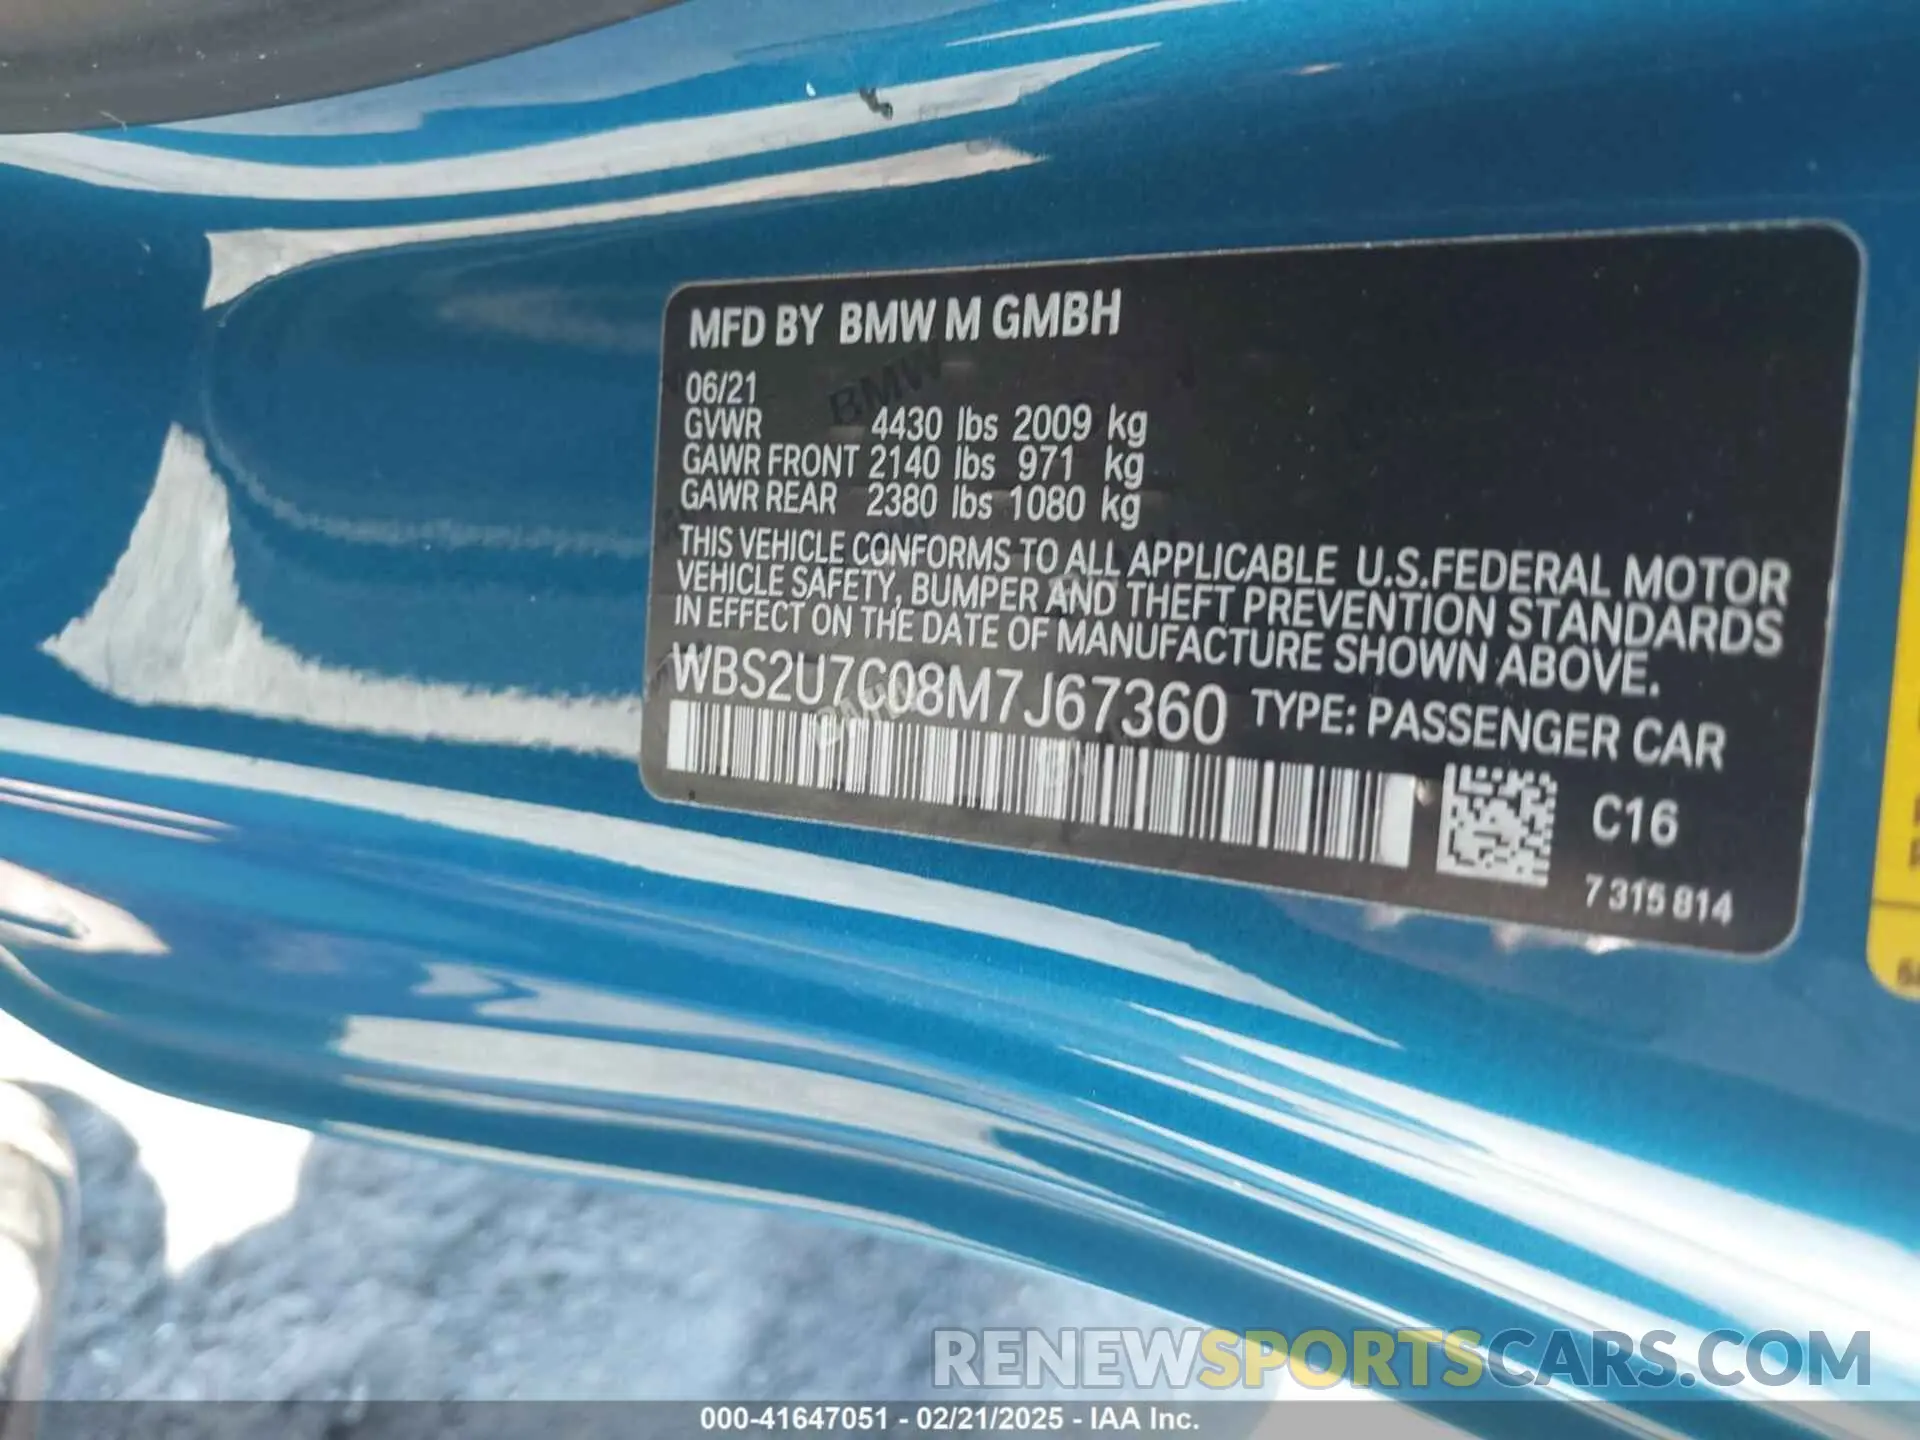 MFD BY BMW M GMBH
06/21
GVWR 4430 lbs 2009 kg
GAWR FRONT 2140 lbs 971 kg
GAWR REAR 2380 lbs 1080 kg
THIS VEHICLE CONFORMS TO ALL APPLICABLE U.S.FEDERAL MOTOR
VEHICLE SAFETY, BUMPER AND THEFT PREVENTION STANDARDS
IN EFFECT ON THE DATE OF MANUFACTURE SHOWN ABOVE.
WBS2U7C08M7J67360 TYPE: PASSENGER CAR
C16
7 315 814
RENEWSPORTSCARS.COM
000-41647051 - 02/21/2025 - IAA Inc.